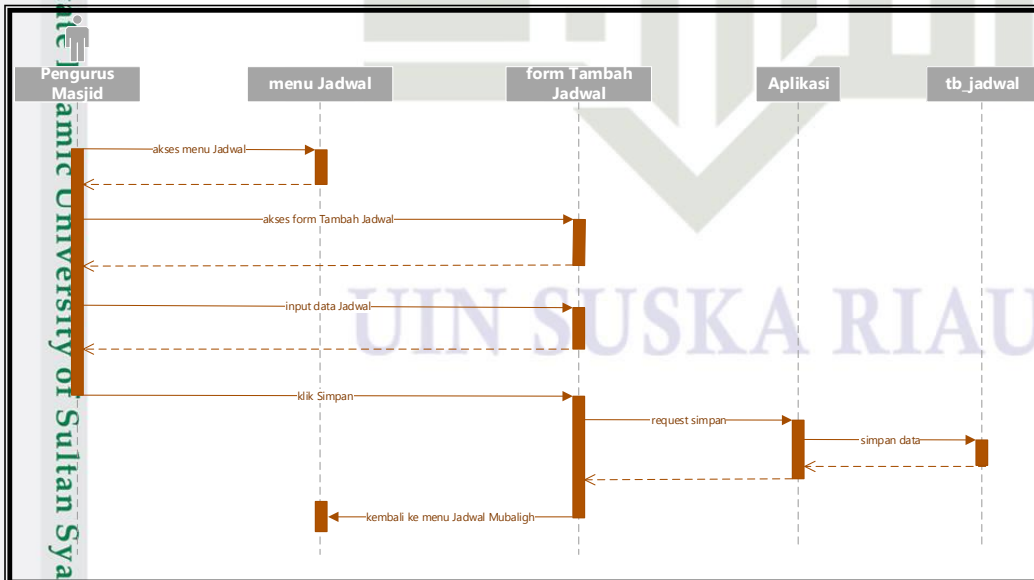 Pengurus
Masjid
menu Jadwal
form Tambah
Jadwal
Aplikasi
tb_jadwal
akses menu Jadwal
akses form Tambah Jadwal
input data Jadwal
klik Simpan
request simpan
simpan data
kembali ke menu Jadwal Mubaligh
UIN SUSKA RIAU
University of Sultan Sya